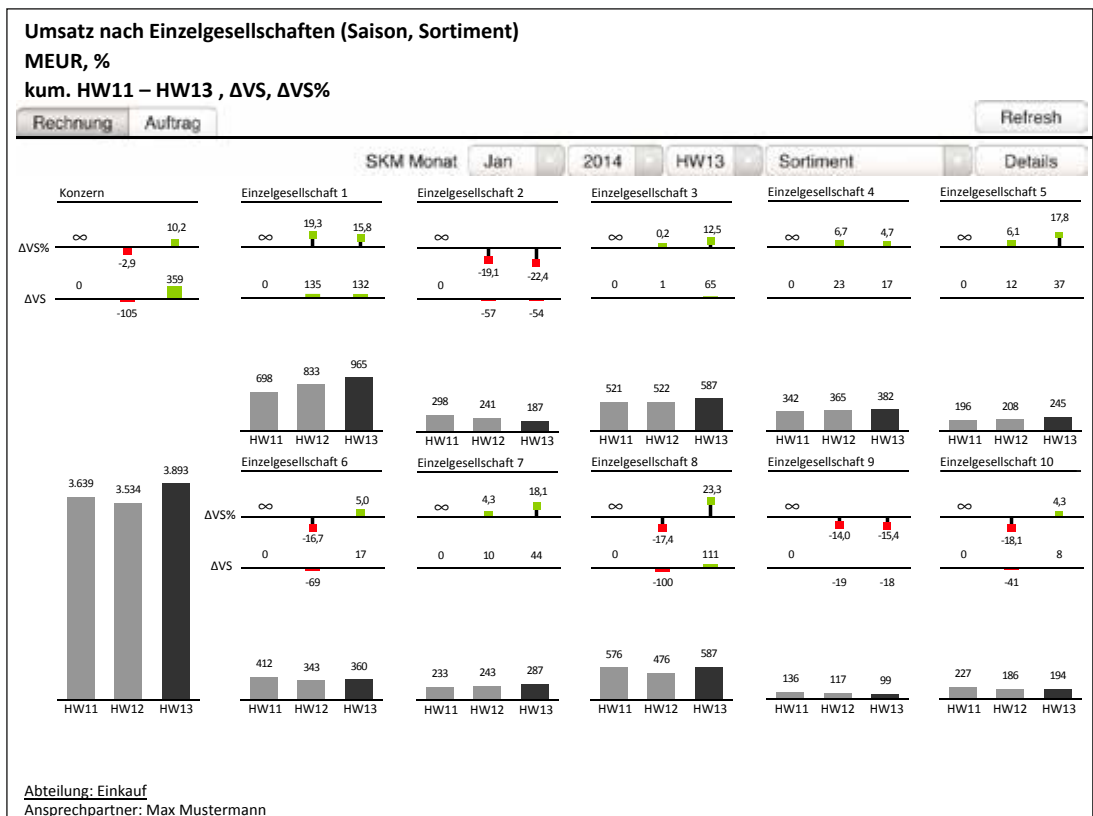 Umsatz nach Einzelgesellschaften (Saison, Sortiment)
MEUR, %
kum. HW11 – HW13 , ΔVS, ΔVS%
Rechnung Auftrag Refresh
SKM Monat Jan 2014 HW13 Sortiment Details
Konzern Einzelgesellschaft 1 Einzelgesellschaft 2 Einzelgesellschaft 3 Einzelgesellschaft 4 Einzelgesellschaft 5
ΔVS% ∞ -2,9 10,2 ∞ 19,3 15,8 ∞ -19,1 -22,4 ∞ 0,2 12,5 ∞ 6,7 4,7 ∞ 6,1 17,8
ΔVS 0 -105 359 0 135 132 0 -57 -54 0 1 65 0 23 17 0 12 37
698 833 965 298 241 187 521 522 587 342 365 382 196 208 245
HW11 HW12 HW13 HW11 HW12 HW13 HW11 HW12 HW13 HW11 HW12 HW13 HW11 HW12 HW13
Einzelgesellschaft 6 Einzelgesellschaft 7 Einzelgesellschaft 8 Einzelgesellschaft 9 Einzelgesellschaft 10
ΔVS% ∞ -16,7 5,0 ∞ 4,3 18,1 ∞ -17,4 23,3 ∞ -14,0 -15,4 ∞ -18,1 4,3
ΔVS 0 -69 17 0 10 44 0 -100 111 0 -19 -18 0 -41 8
3.639 3.534 3.893 412 343 360 233 243 287 576 476 587 136 117 99 227 186 194
HW11 HW12 HW13 HW11 HW12 HW13 HW11 HW12 HW13 HW11 HW12 HW13 HW11 HW12 HW13 HW11 HW12 HW13
Abteilung: Einkauf
Ansprechpartner: Max Mustermann